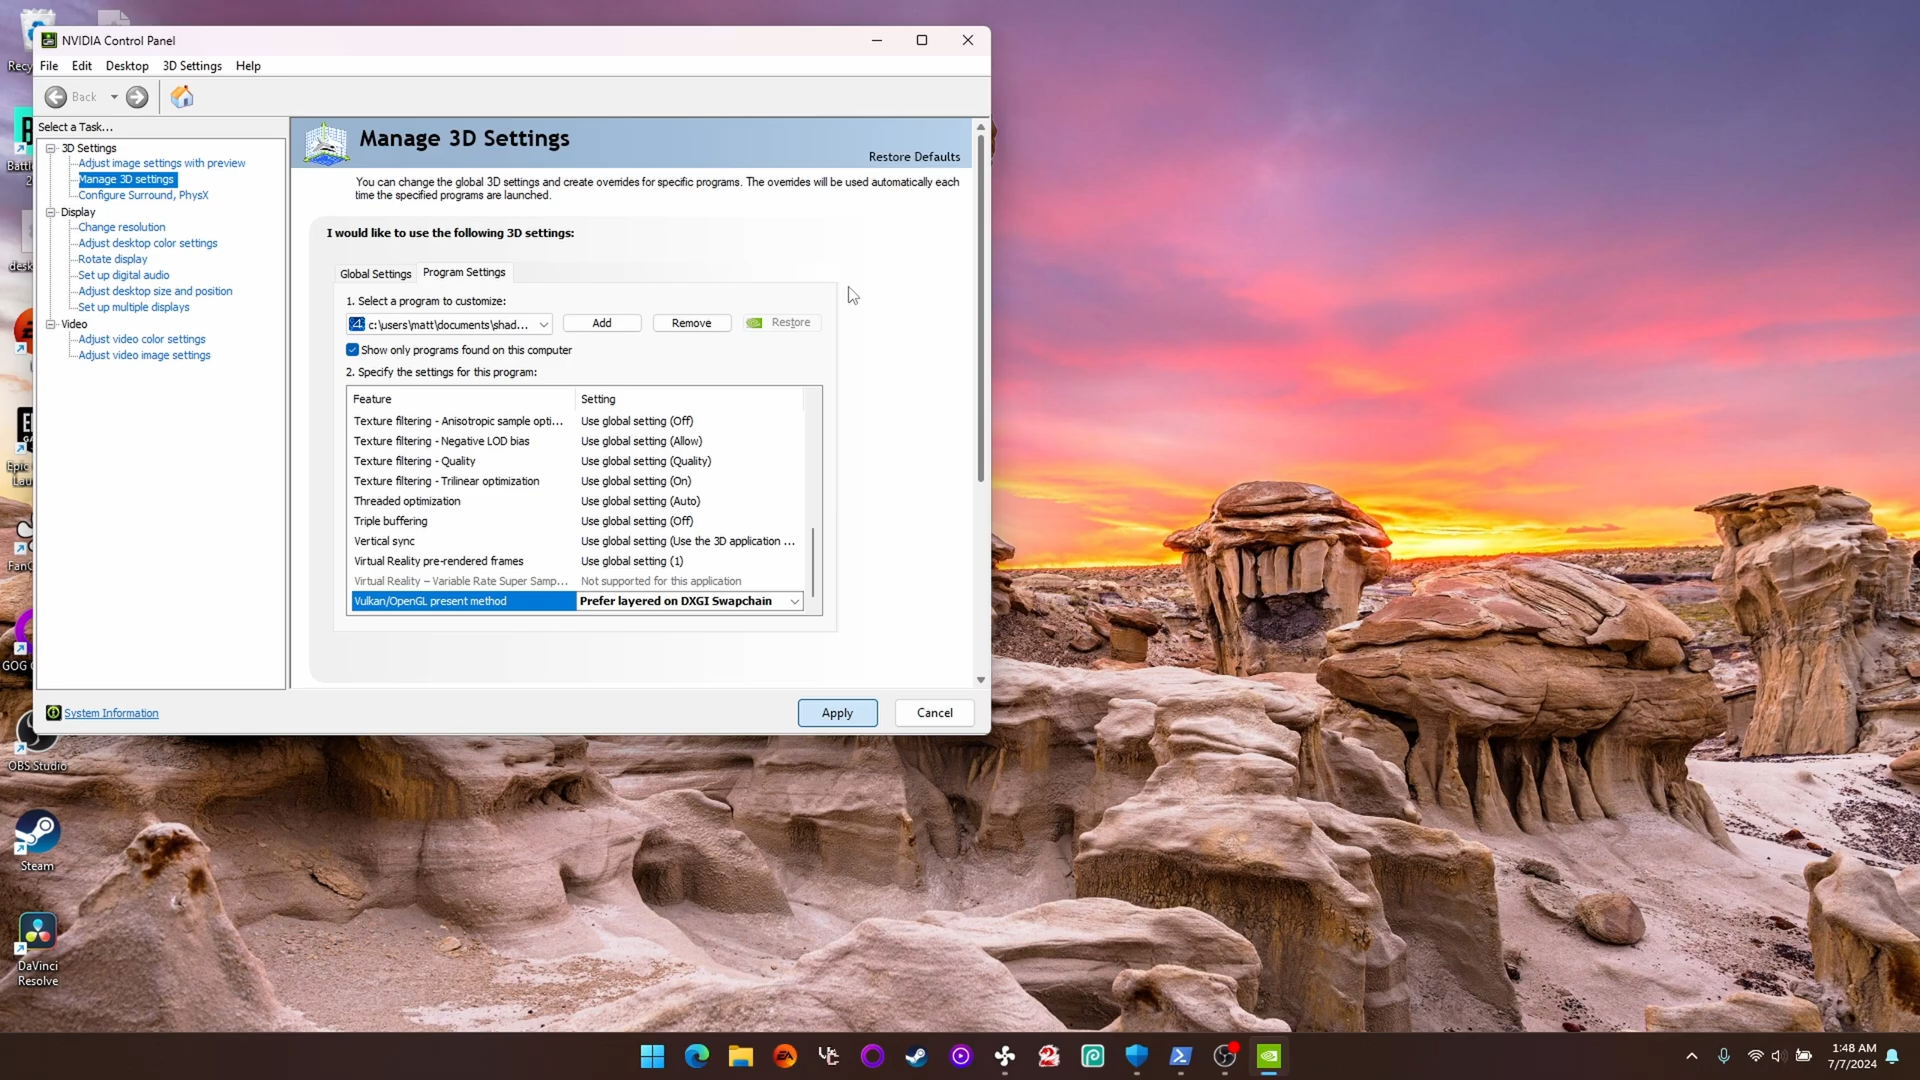 NVIDIA Control Panel
File Edit Desktop 3D Settings Help
Back
Select a Task...
3D Settings
Adjust image settings with preview
Manage 3D settings
Configure Surround, PhysX
Display
Change resolution
Adjust desktop color settings
Rotate display
Set up digital audio
Adjust desktop size and position
Set up multiple displays
Video
Adjust video color settings
Adjust video image settings
System Information
Manage 3D Settings
Restore Defaults
You can change the global 3D settings and create overrides for specific programs. The overrides will be used automatically each
time the specified programs are launched.
I would like to use the following 3D settings:
Global Settings Program Settings
1. Select a program to customize:
c:\users\matt\documents\shad...
Add
Remove
Restore
Show only programs found on this computer
2. Specify the settings for this program:
Feature Setting
Texture filtering - Anisotropic sample opti... Use global setting (Off)
Texture filtering - Negative LOD bias Use global setting (Allow)
Texture filtering - Quality Use global setting (Quality)
Texture filtering - Trilinear optimization Use global setting (On)
Threaded optimization Use global setting (Auto)
Triple buffering Use global setting (Off)
Vertical sync Use global setting (Use the 3D application ...
Virtual Reality pre-rendered frames Use global setting (1)
Virtual Reality – Variable Rate Super Samp... Not supported for this application
Vulkan/OpenGL present method Prefer layered on DXGI Swapchain
Apply
Cancel
Recy
Battl
2
desk
Epic
Lau
FanC
GOG
OBS Studio
Steam
DaVinci
Resolve
EA
1:48 AM
7/7/2024